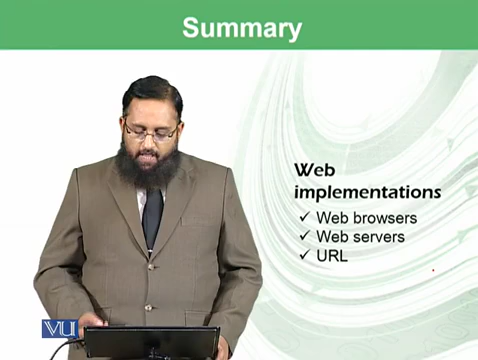 Summary
Web
implementations
✓ Web browsers
✓ Web servers
✓ URL
VU